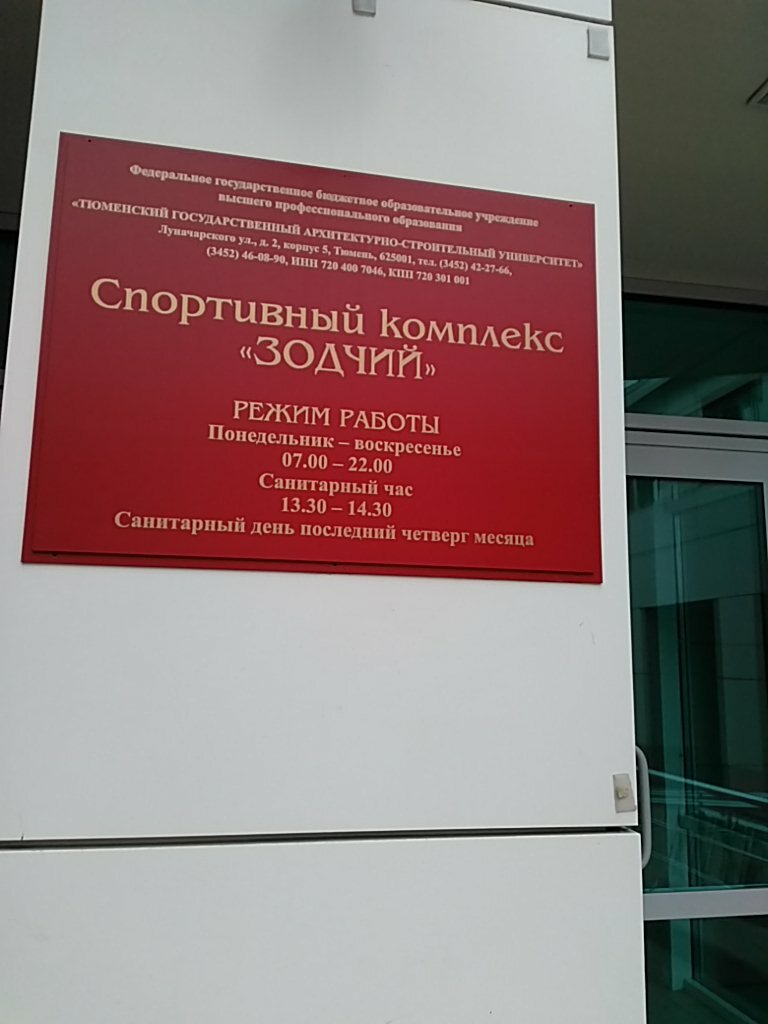 Федеральное государственное бюджетное образовательное учреждение
высшего профессионального образования
«ТЮМЕНСКИЙ ГОСУДАРСТВЕННЫЙ АРХИТЕКТУРНО-СТРОИТЕЛЬНЫЙ УНИВЕРСИТЕТ»
Луначарского ул., д. 2, корпус 5, Тюмень, 625001, тел. (3452) 42-27-66,
(3452) 46-08-90, ИНН 720 400 7046, КПП 720 301 001
Спортивный комплекс
«ЗОДЧИЙ»
РЕЖИМ РАБОТЫ
Понедельник – воскресенье
07.00 – 22.00
Санитарный час
13.30 – 14.30
Санитарный день последний четверг месяца